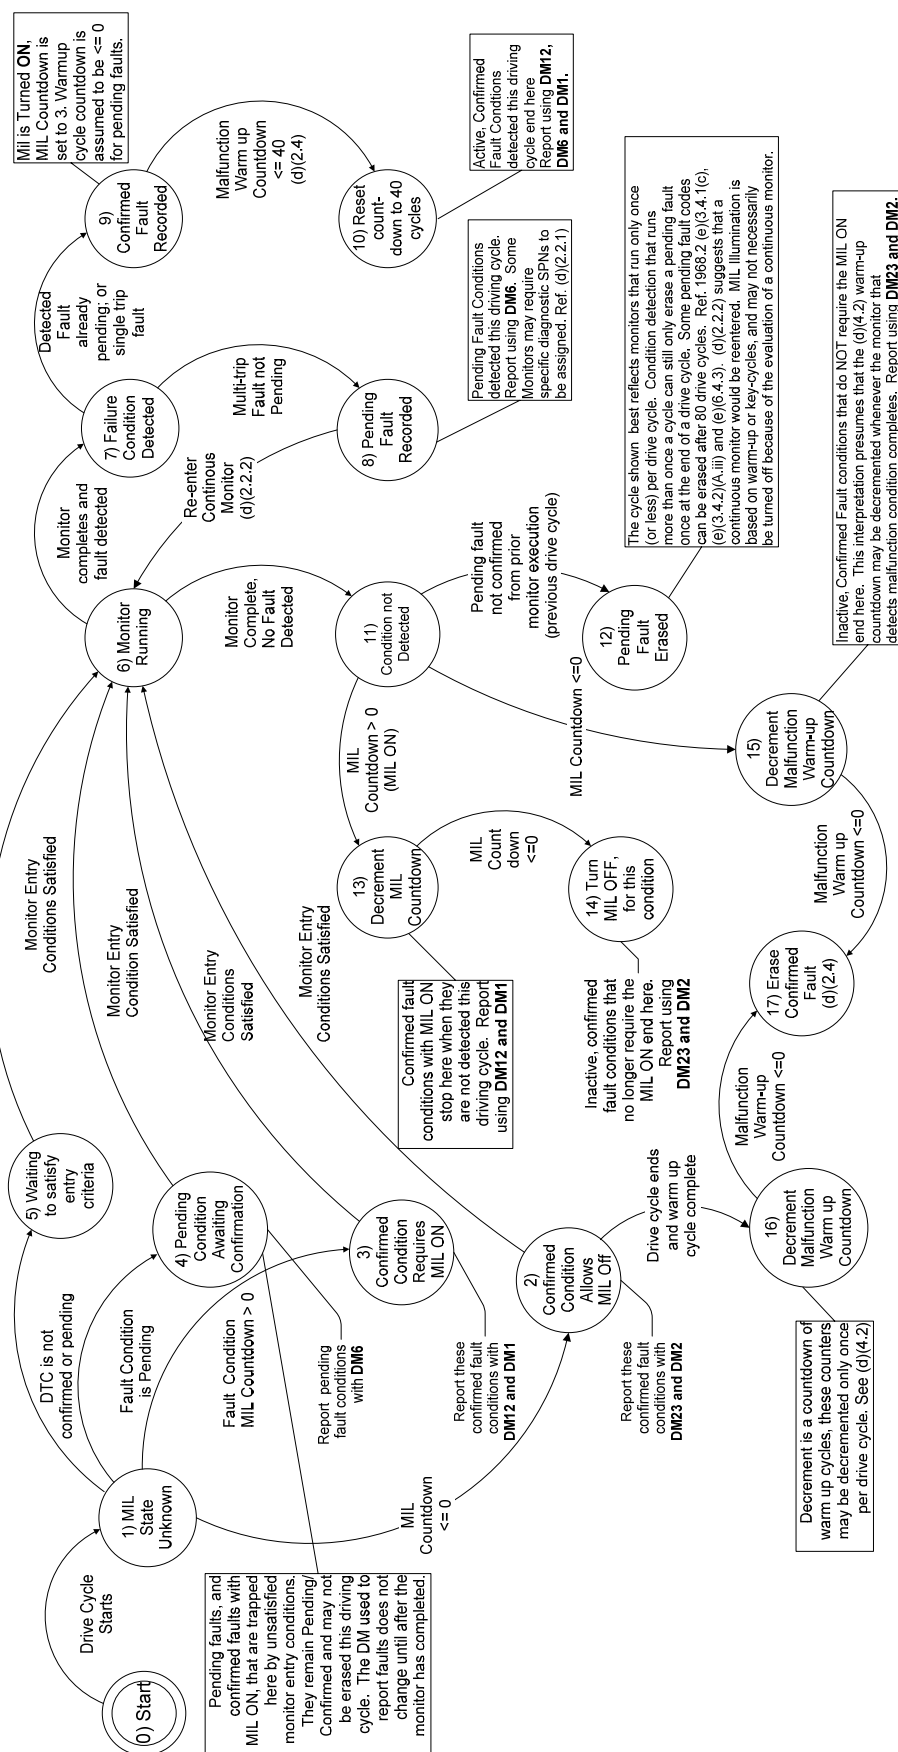 0) Start
Drive Cycle
Starts
1) MIL
State
Unknown
DTC is not
confirmed or pending
5) Waiting
to satisfy
entry
criteria
Fault Condition
is Pending
4) Pending
Condition
Awaiting
Confirmation
Fault Condition
MIL Countdown > 0
3)
Confirmed
Condition
Requires
MIL ON
MIL
Countdown
<= 0
2)
Confirmed
Condition
Allows
MIL Off
Pending faults, and
confirmed faults with
MIL ON, that are trapped
here by unsatisfied
monitor entry conditions.
They remain Pending/
Confirmed and may not
be erased this driving
cycle. The DM used to
report faults does not
change until after the
monitor has completed.
Report pending
fault conditions
with DM6
Report these
confirmed fault
conditions with
DM12 and DM1
Report these
confirmed fault
conditions with
DM23 and DM2
Drive cycle ends
and warm up
cycle complete
16)
Decrement
Malfunction
Warm up
Countdown
Decrement is a countdown of
warm up cycles, these counters
may be decremented only once
per drive cycle. See (d)(4.2)
Malfunction
Warm-up
Countdown <=0
17) Erase
Confirmed
Fault
(d)(2.4)
Monitor Entry
Conditions Satisfied
Monitor Entry
Condition Satisfied
Monitor Entry
Conditions
Satisfied
Monitor Entry
Conditions Satisfied
6) Monitor
Running
Monitor
completes and
fault detected
7) Failure
Condition
Detected
Detected
Fault
already
pending; or
single trip
fault
9)
Confirmed
Fault
Recorded
Mil is Turned ON,
MIL Countdown is
set to 3. Warmup
cycle countdown is
assumed to be <= 0
for pending faults.
Malfunction
Warm up
Countdown
<= 40
(d)(2.4)
10) Reset
count-
down to 40
cycles
Active, Confirmed
Fault Condtions
detected this driving
cycle end here
Report using DM12,
DM6 and DM1.
Multi-trip
Fault not
Pending
8) Pending
Fault
Recorded
Pending Fault Conditions
detected this driving cycle.
Report using DM6. Some
Monitors may require
specific diagnostic SPNs to
be assigned. Ref. (d)(2.2.1)
Re-enter
Continous
Monitor
(d)(2.2.2)
Monitor
Complete,
No Fault
Detected
11)
Condition not
Detected
Pending fault
not confirmed
from prior
monitor execution
(previous drive cycle)
12)
Pending
Fault
Erased
The cycle shown best reflects monitors that run only once
(or less) per drive cycle. Condition detection that runs
more than once a cycle can still only erase a pending fault
once at the end of a drive cycle. Some pending fault codes
can be erased after 80 drive cycles. Ref. 1968.2 (e)(3.4.1(c),
(e)(3.4.2)(A.iii) and (e)(6.4.3). (d)(2.2.2) suggests that a
continuous monitor would be reentered. MIL Illumination is
based on warm-up or key-cycles, and may not necessarily
be turned off because of the evaluation of a continuous monitor.
MIL
Countdown > 0
(MIL ON)
13)
Decrement
MIL
Countdown
MIL
Count
down
<=0
14) Turn
MIL OFF,
for this
condition
Confirmed fault
conditions with MIL ON
stop here when they
are not detected this
driving cycle. Report
using DM12 and DM1
Inactive, confirmed
fault conditions that
no longer require the
MIL ON end here.
Report using
DM23 and DM2
MIL Countdown <=0
15)
Decrement
Malfunction
Warm-up
Countdown
Malfunction
Warm up
Countdown <=0
Inactive, Confirmed Fault conditions that do NOT require the MIL ON
end here. This interpretation presumes that the (d)(4.2) warm-up
countdown may be decremented whenever the monitor that
detects malfunction condition completes. Report using DM23 and DM2.